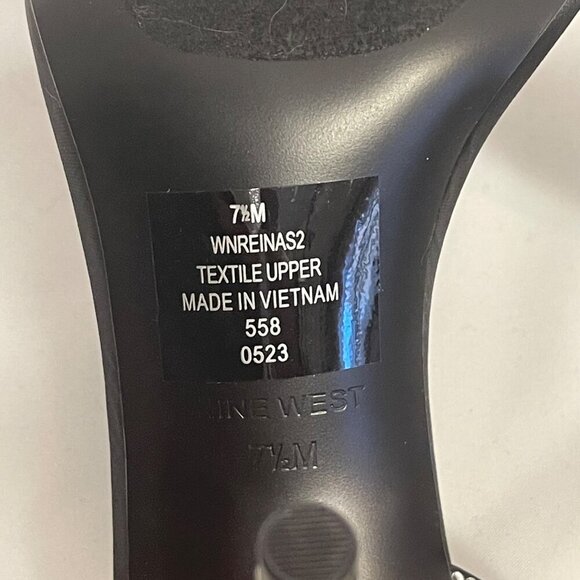 7½M
WNREINAS2
TEXTILE UPPER
MADE IN VIETNAM
558
0523
NINE WEST
7½M